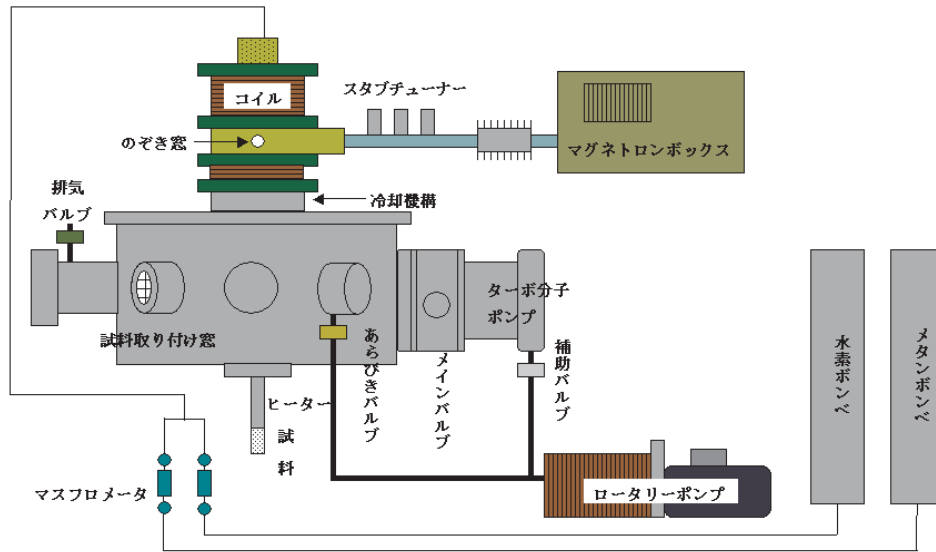 コイル
スタブチューナー
のぞき窓
マグネトロンボックス
排気
バルブ
冷却機構
ターボ分子
ポンプ
試料取り付け窓
あらびきバルブ
メインバルブ
補助バルブ
水素ボンベ
メタンボンベ
ヒーター
試料
マスフロメータ
ロータリーポンプ